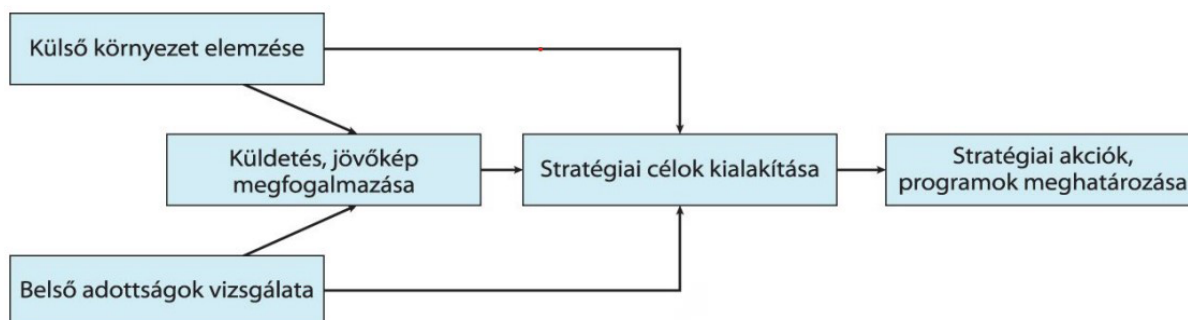 Külső környezet elemzése
Küldetés, jövőkép
megfogalmazása
Stratégiai célok kialakítása
Stratégiai akciók,
programok meghatározása
Belső adottságok vizsgálata